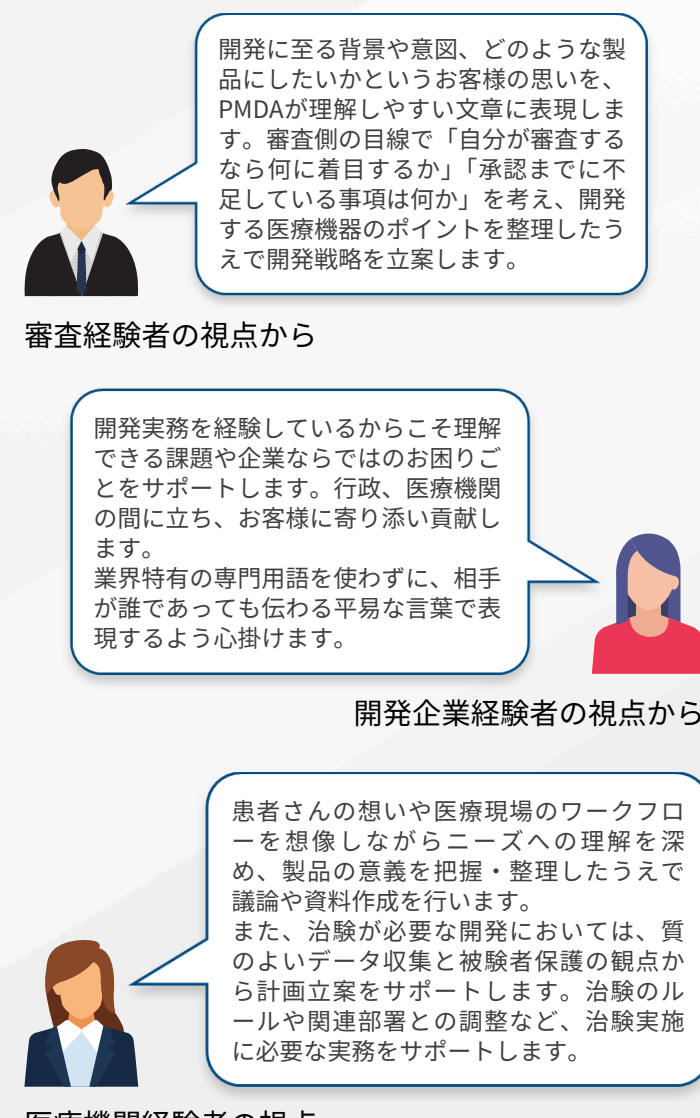 開発に至る背景や意図、どのような製
品にしたいかというお客様の思いを、
PMDAが理解しやすい文章に表現しま
す。審査側の目線で「自分が審査する
なら何に着目するか」「承認までに不
足している事項は何か」を考え、開発
する医療機器のポイントを整理したう
えで開発戦略を立案します。
審査経験者の視点から
開発実務を経験しているからこそ理解
できる課題や企業ならではのお困りご
とをサポートします。行政、医療機関
の間に立ち、お客様に寄り添い貢献し
ます。
業界特有の専門用語を使わずに、相手
が誰であっても伝わる平易な言葉で表
現するよう心掛けます。
開発企業経験者の視点から
患者さんの想いや医療現場のワークフロ
ーを想像しながらニーズへの理解を深
め、製品の意義を把握・整理したうえで
議論や資料作成を行います。
また、治験が必要な開発においては、質
のよいデータ収集と被験者保護の観点か
ら計画立案をサポートします。治験のル
ールや関連部署との調整など、治験実施
に必要な実務をサポートします。
医療機関経験者の視点